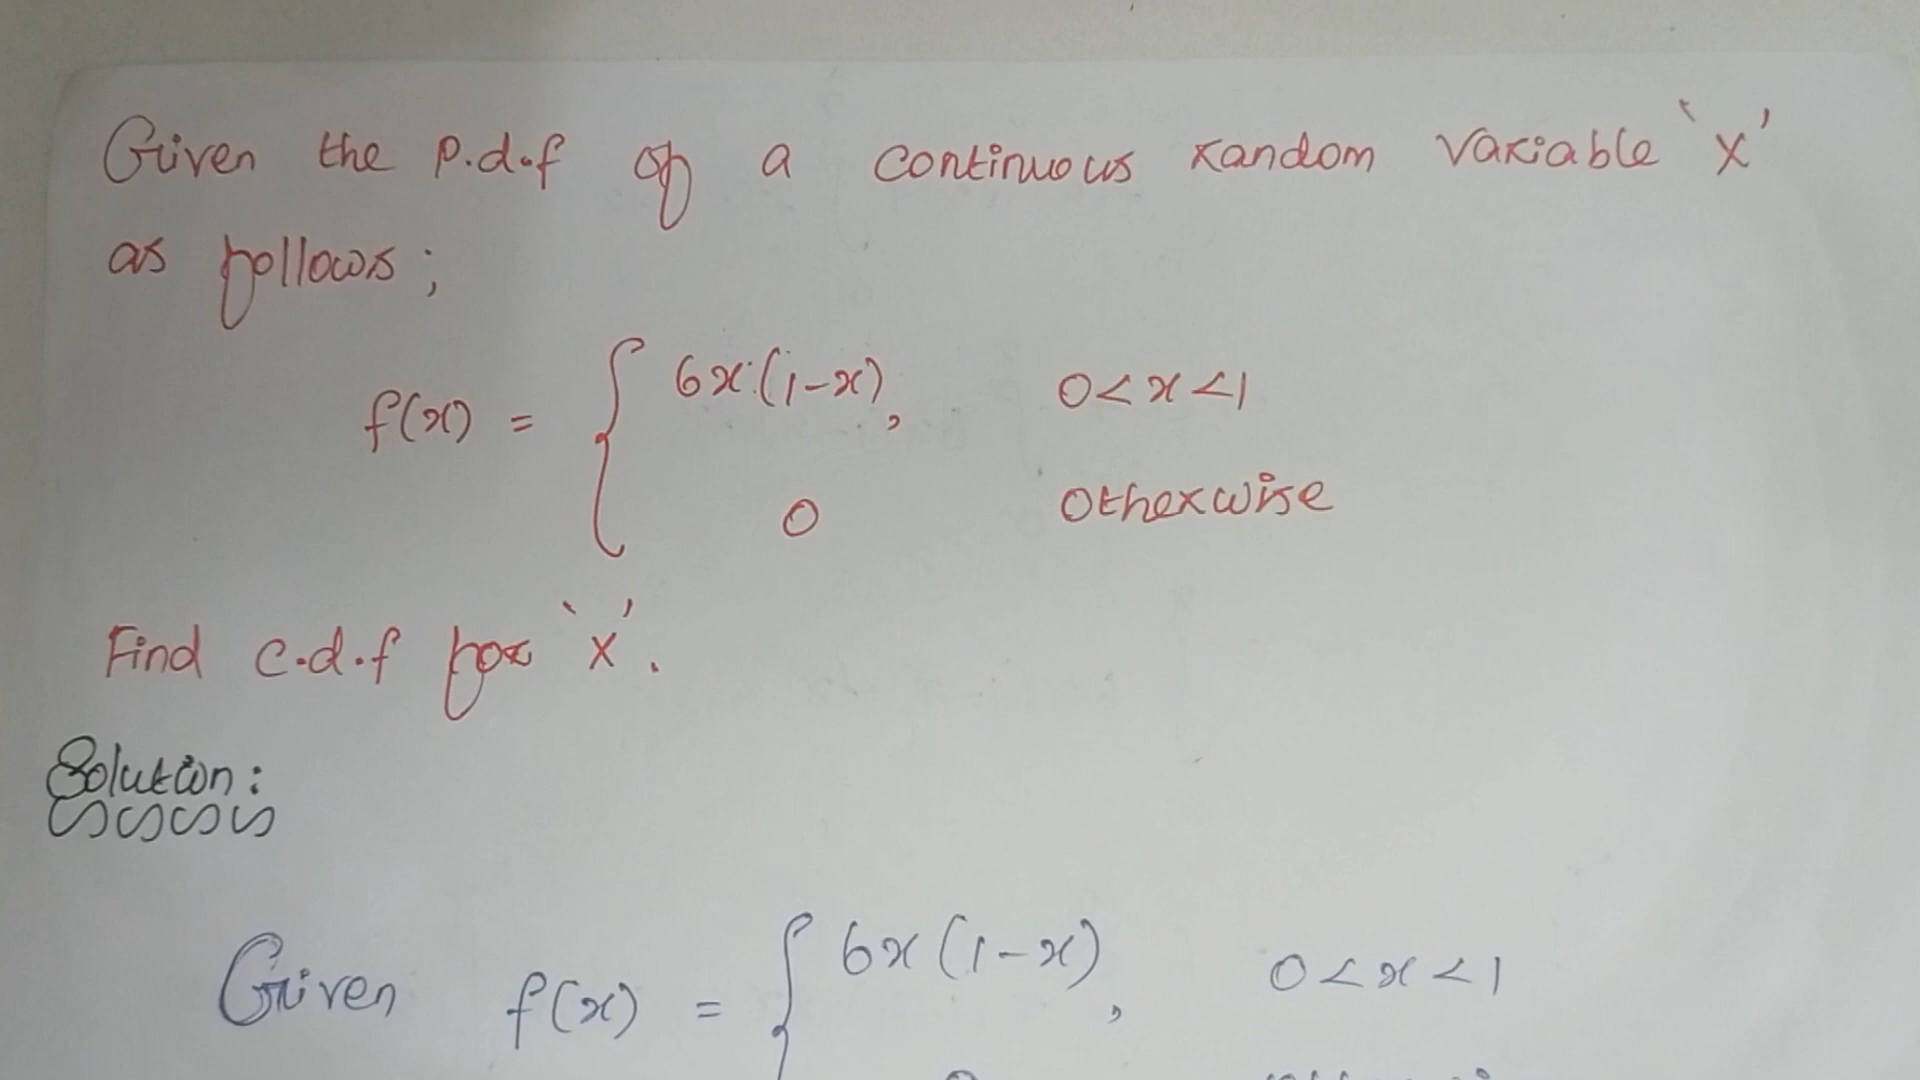 Given the p.d.f of a continuous random variable 'x'
as follows;
f(x) = { 6x(1-x), 0<x<1
0 otherwise
Find c.d.f for 'x'.
Solution:
Given f(x) = { 6x(1-x), 0<x<1